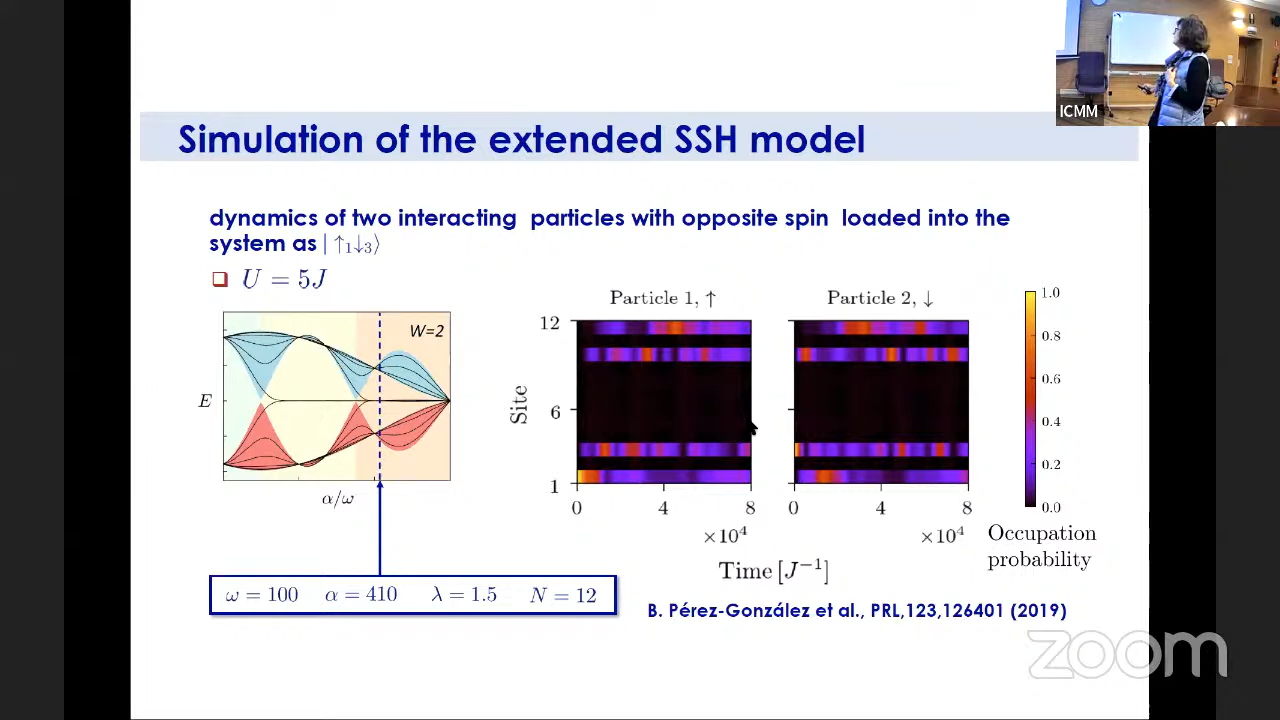 ICMM
Simulation of the extended SSH model
dynamics of two interacting particles with opposite spin loaded into the
system as |↑₁↓₃⟩
U = 5J
W=2
E
α/ω
Particle 1, ↑
Particle 2, ↓
12
6
1
Site
0 4 8
×10⁴
0 4 8
×10⁴
Time [J⁻¹]
1.0
0.8
0.6
0.4
0.2
0.0
Occupation
probability
ω = 100 α = 410 λ = 1.5 N = 12
B. Pérez-González et al., PRL,123,126401 (2019)
zoom